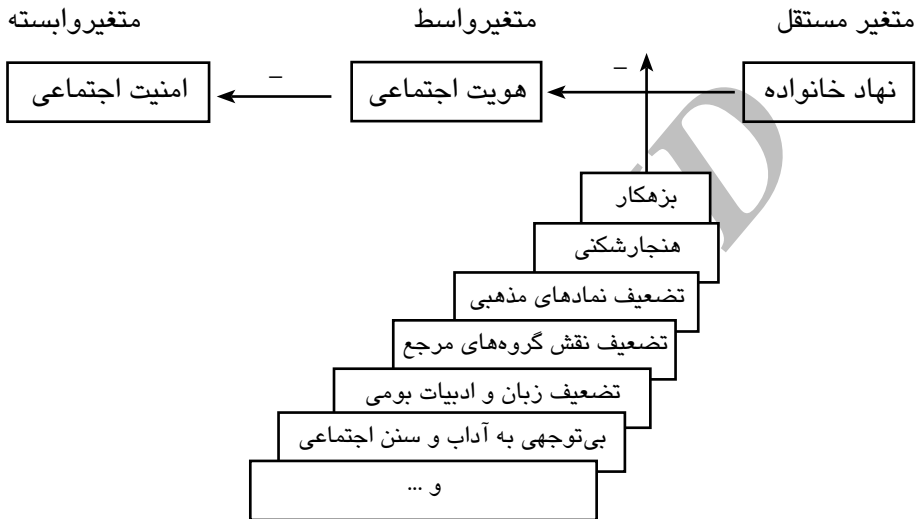 متغیر مستقل
متغیرواسط
متغیروابسته
نهاد خانواده
–
هویت اجتماعی
–
امنیت اجتماعی
بزهکار
هنجارشکنی
تضعیف نمادهای مذهبی
تضعیف نقش گروه‌های مرجع
تضعیف زبان و ادبیات بومی
بی‌توجهی به آداب و سنن اجتماعی
و ...